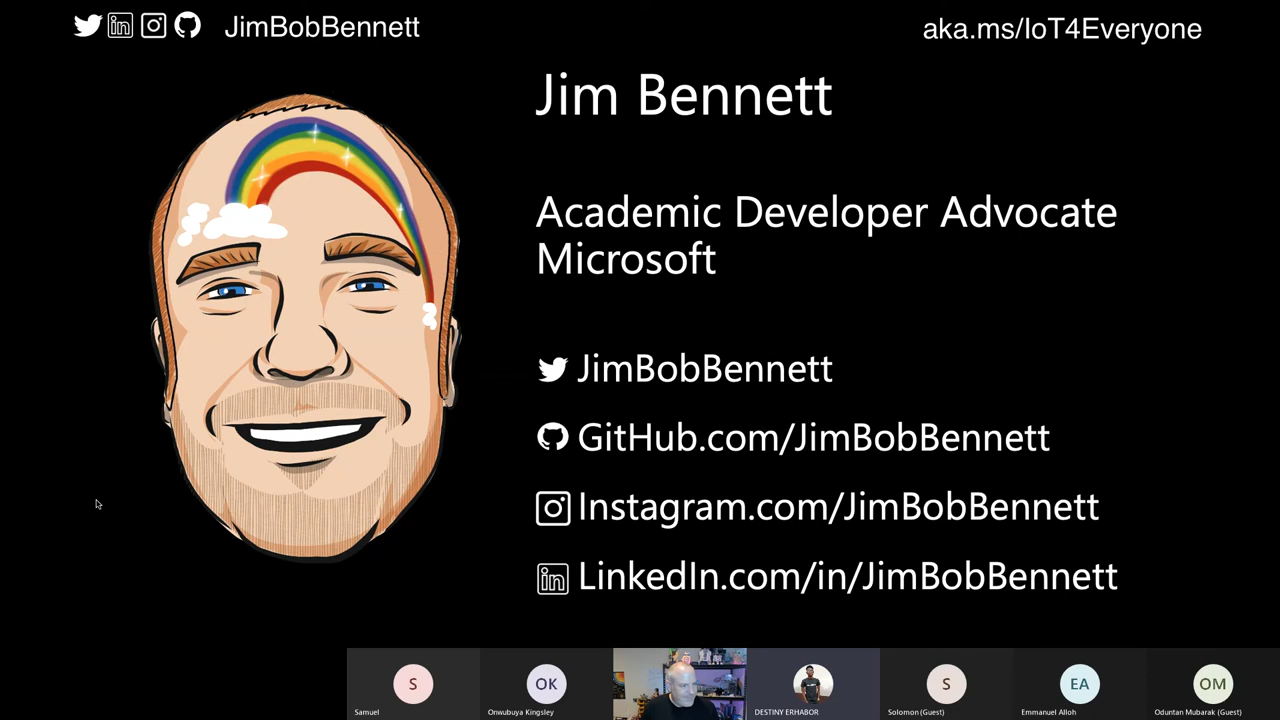 JimBobBennett
aka.ms/IoT4Everyone
Jim Bennett
Academic Developer Advocate
Microsoft
JimBobBennett
GitHub.com/JimBobBennett
Instagram.com/JimBobBennett
LinkedIn.com/in/JimBobBennett
S
OK
S
EA
OM
Samuel
Onwubuya Kingsley
DESTINY ERHABOR
Solomon (Guest)
Emmanuel Alloh
Oduntan Mubarak (Guest)